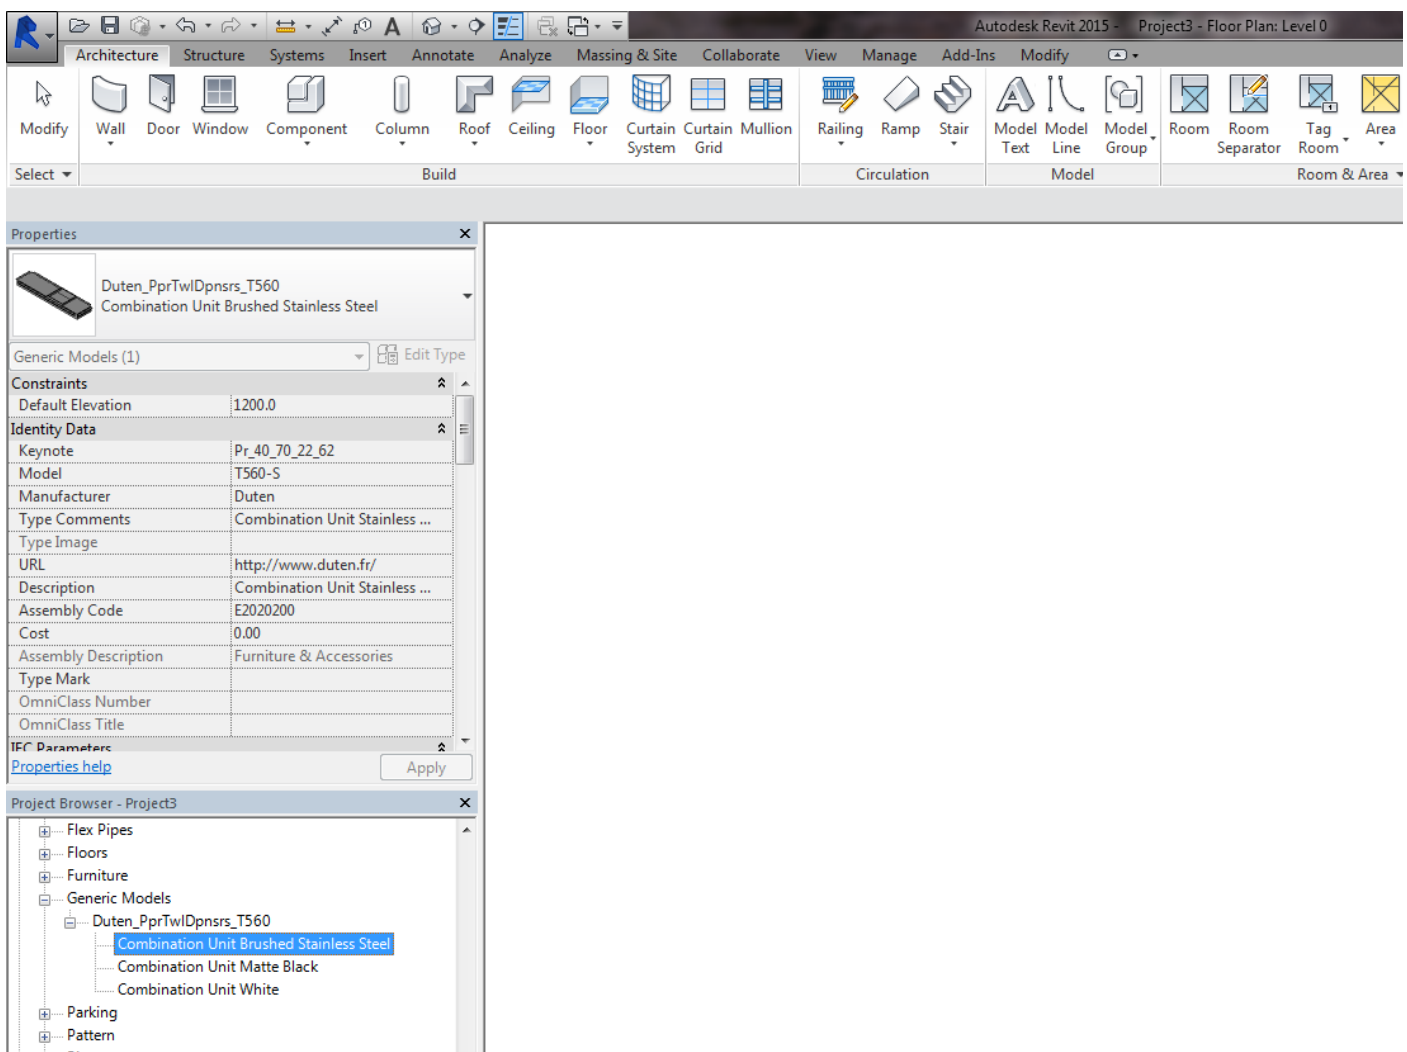 Autodesk Revit 2015 - Project3 - Floor Plan: Level 0
Architecture Structure Systems Insert Annotate Analyze Massing & Site Collaborate View Manage Add-Ins Modify
Modify Wall Door Window Component Column Roof Ceiling Floor Curtain System Curtain Grid Mullion Railing Ramp Stair Model Text Model Line Model Group Room Room Separator Tag Room Area
Select Build Circulation Model Room & Area
Properties
Duten_PprTwlDpnsrs_T560
Combination Unit Brushed Stainless Steel
Generic Models (1) Edit Type
Constraints
Default Elevation 1200.0
Identity Data
Keynote Pr_40_70_22_62
Model T560-S
Manufacturer Duten
Type Comments Combination Unit Stainless ...
Type Image
URL http://www.duten.fr/
Description Combination Unit Stainless ...
Assembly Code E2020200
Cost 0.00
Assembly Description Furniture & Accessories
Type Mark
OmniClass Number
OmniClass Title
IFC Parameters
Properties help Apply
Project Browser - Project3
Flex Pipes
Floors
Furniture
Generic Models
Duten_PprTwlDpnsrs_T560
Combination Unit Brushed Stainless Steel
Combination Unit Matte Black
Combination Unit White
Parking
Pattern